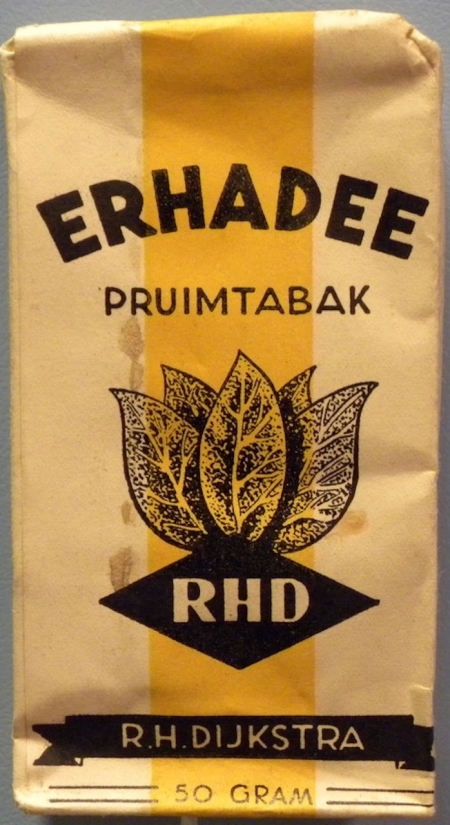 ERHADEE
PRUIMTABAK
RHD
R.H.DIJKSTRA
50 GRAM